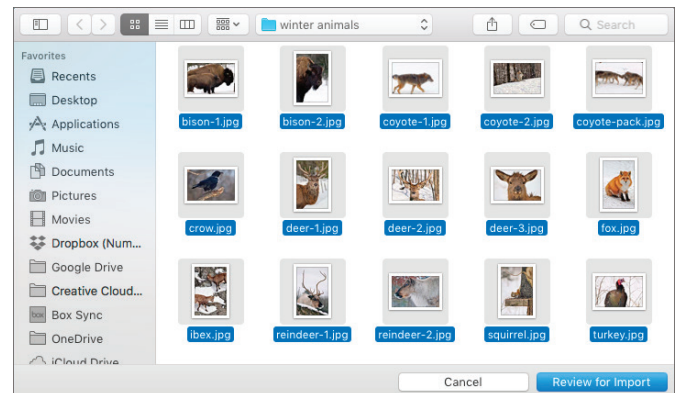 winter animals
Search
Favorites
Recents
Desktop
Applications
Music
Documents
Pictures
Movies
Dropbox (Num...
Google Drive
Creative Cloud...
box Box Sync
OneDrive
iCloud Drive
bison-1.jpg bison-2.jpg coyote-1.jpg coyote-2.jpg coyote-pack.jpg
crow.jpg deer-1.jpg deer-2.jpg deer-3.jpg fox.jpg
ibex.jpg reindeer-1.jpg reindeer-2.jpg squirrel.jpg turkey.jpg
Cancel Review for Import